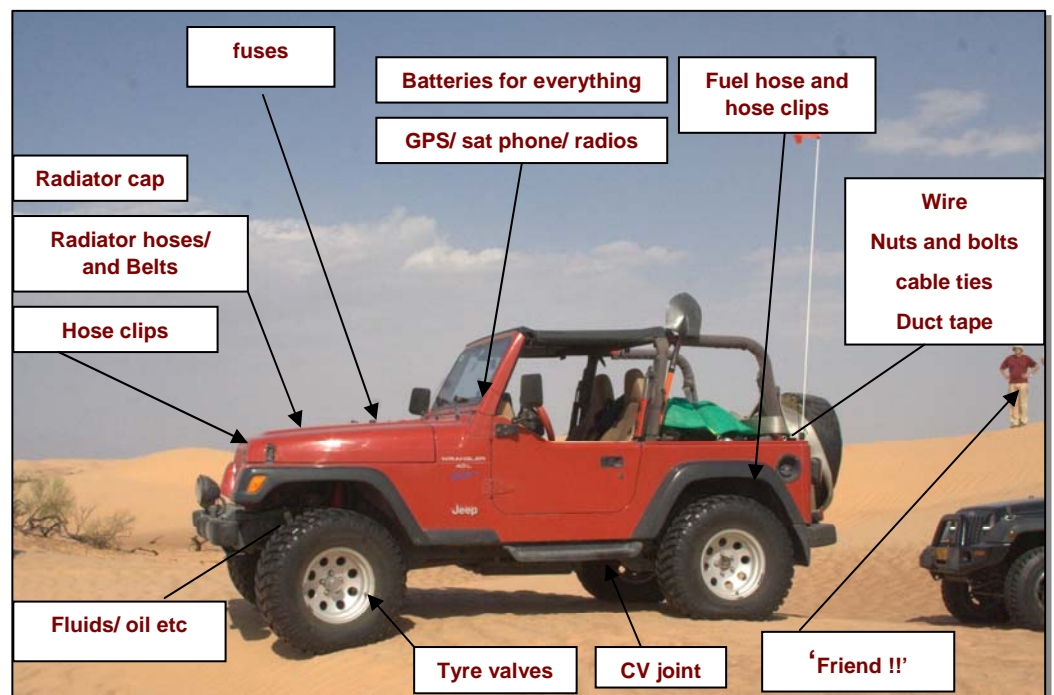 fuses
Batteries for everything
GPS/ sat phone/ radios
Fuel hose and
hose clips
Radiator cap
Radiator hoses/
and Belts
Hose clips
Wire
Nuts and bolts
cable ties
Duct tape
WRANGLER
Jeep
Fluids/ oil etc
Tyre valves
CV joint
‘Friend !!’